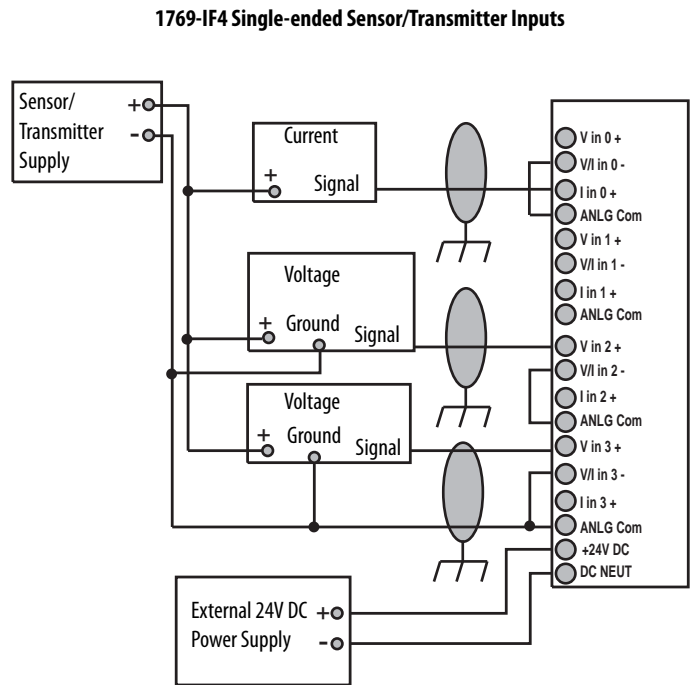 1769-IF4 Single-ended Sensor/Transmitter Inputs
Sensor/
Transmitter
Supply
+
-
Current
+
Signal
Voltage
+
Ground
Signal
Voltage
+
Ground
Signal
V in 0 +
V/I in 0 -
I in 0 +
ANLG Com
V in 1 +
V/I in 1 -
I in 1 +
ANLG Com
V in 2 +
V/I in 2 -
I in 2 +
ANLG Com
V in 3 +
V/I in 3 -
I in 3 +
ANLG Com
+24V DC
DC NEUT
External 24V DC +
Power Supply -